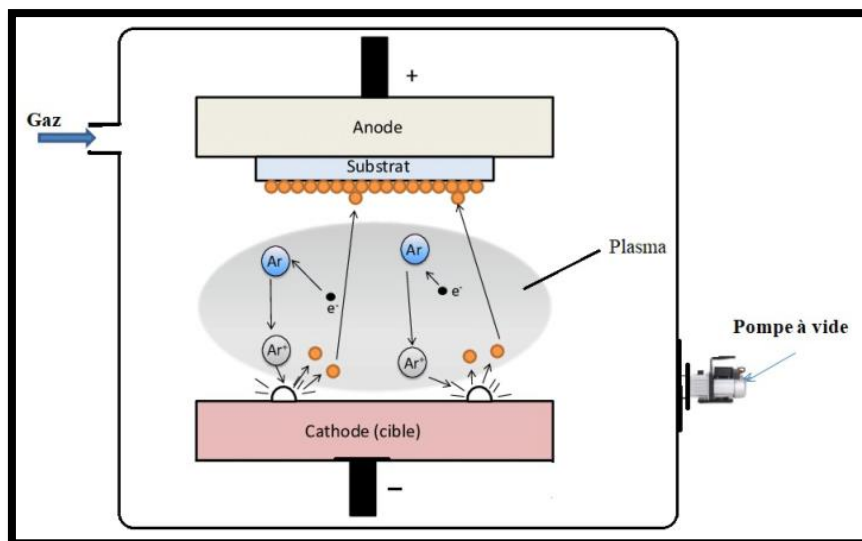 +
Anode
Gaz
Substrat
Ar
Ar
Plasma
e-
e-
Ar+
Ar+
Pompe à vide
Cathode (cible)
−